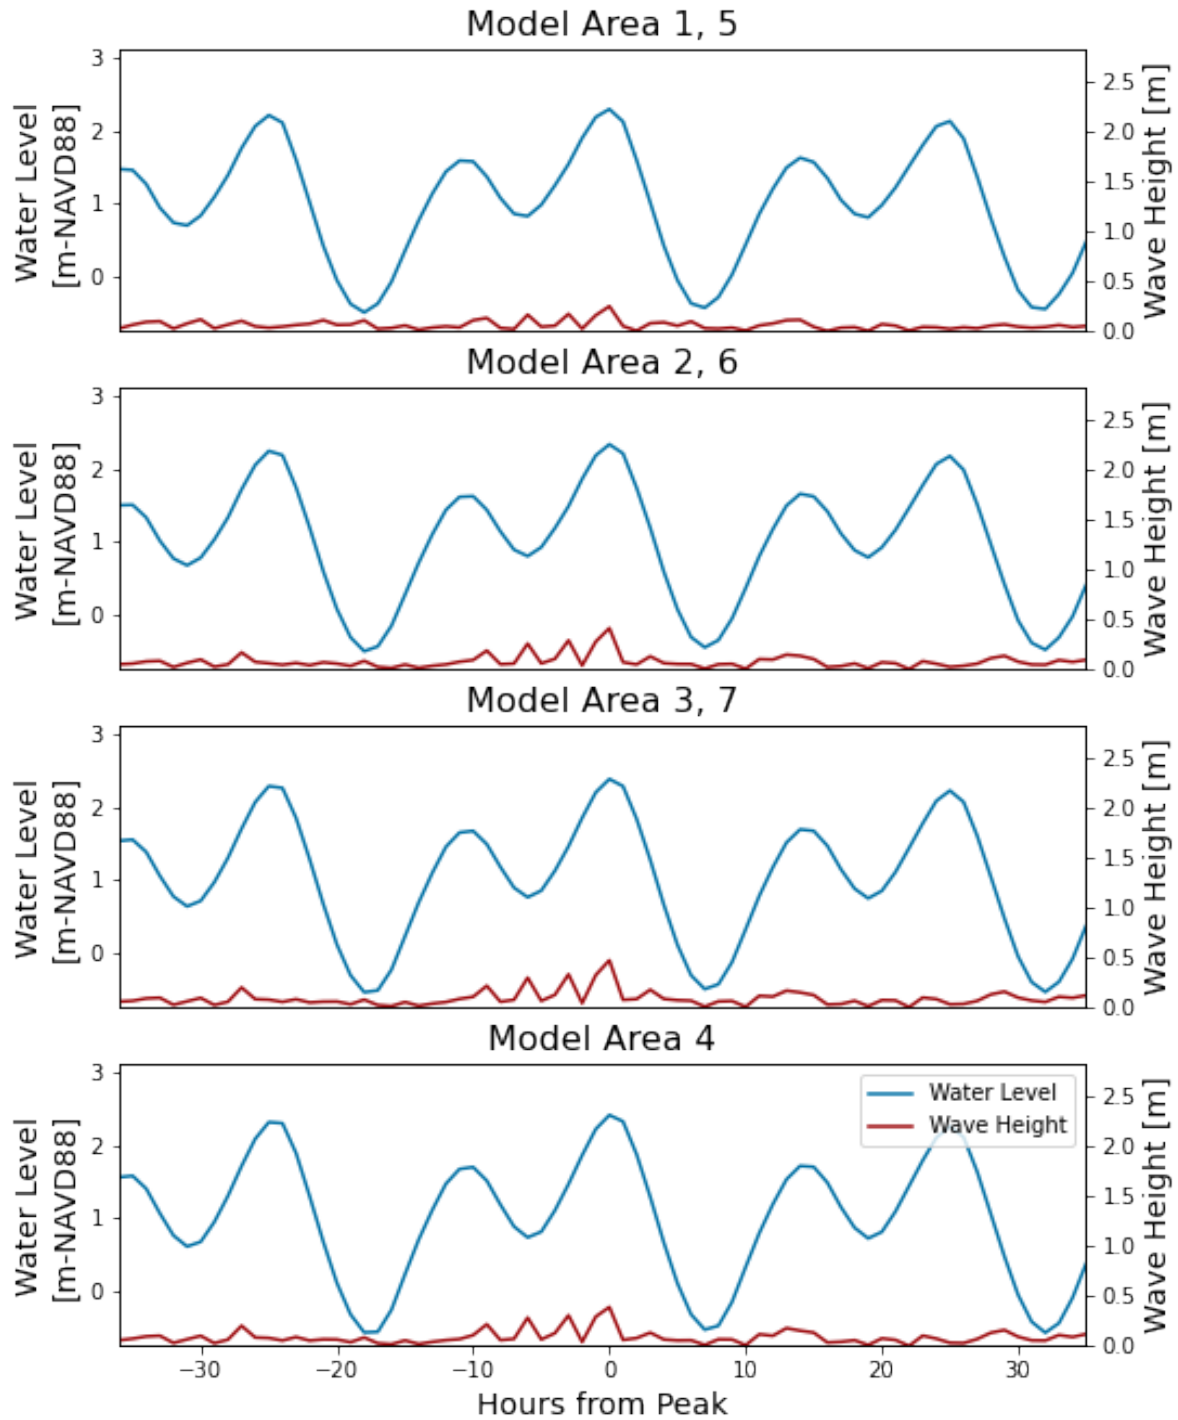 Model Area 1, 5
Water Level
[m-NAVD88]
3
2
1
0
2.5
2.0
1.5
1.0
0.5
0.0
Wave Height [m]
Model Area 2, 6
Water Level
[m-NAVD88]
3
2
1
0
2.5
2.0
1.5
1.0
0.5
0.0
Wave Height [m]
Model Area 3, 7
Water Level
[m-NAVD88]
3
2
1
0
2.5
2.0
1.5
1.0
0.5
0.0
Wave Height [m]
Model Area 4
Water Level
[m-NAVD88]
3
2
1
0
Water Level
Wave Height
2.5
2.0
1.5
1.0
0.5
0.0
Wave Height [m]
−30 −20 −10 0 10 20 30
Hours from Peak